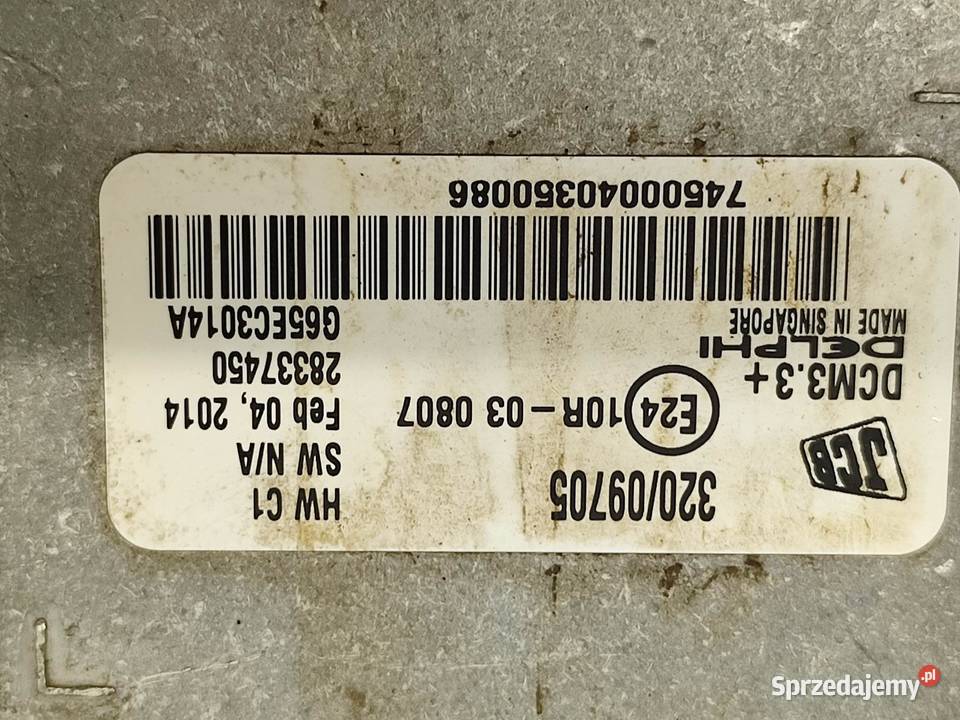 JCB
320/09705
HW C1
SW N/A
E24 10R-03 0807
Feb 04, 2014
DCM3.3+
28337450
DELPHI
MADE IN SINGAPORE
G65EC3014A
7450040350086
Sprzedajemy.pl